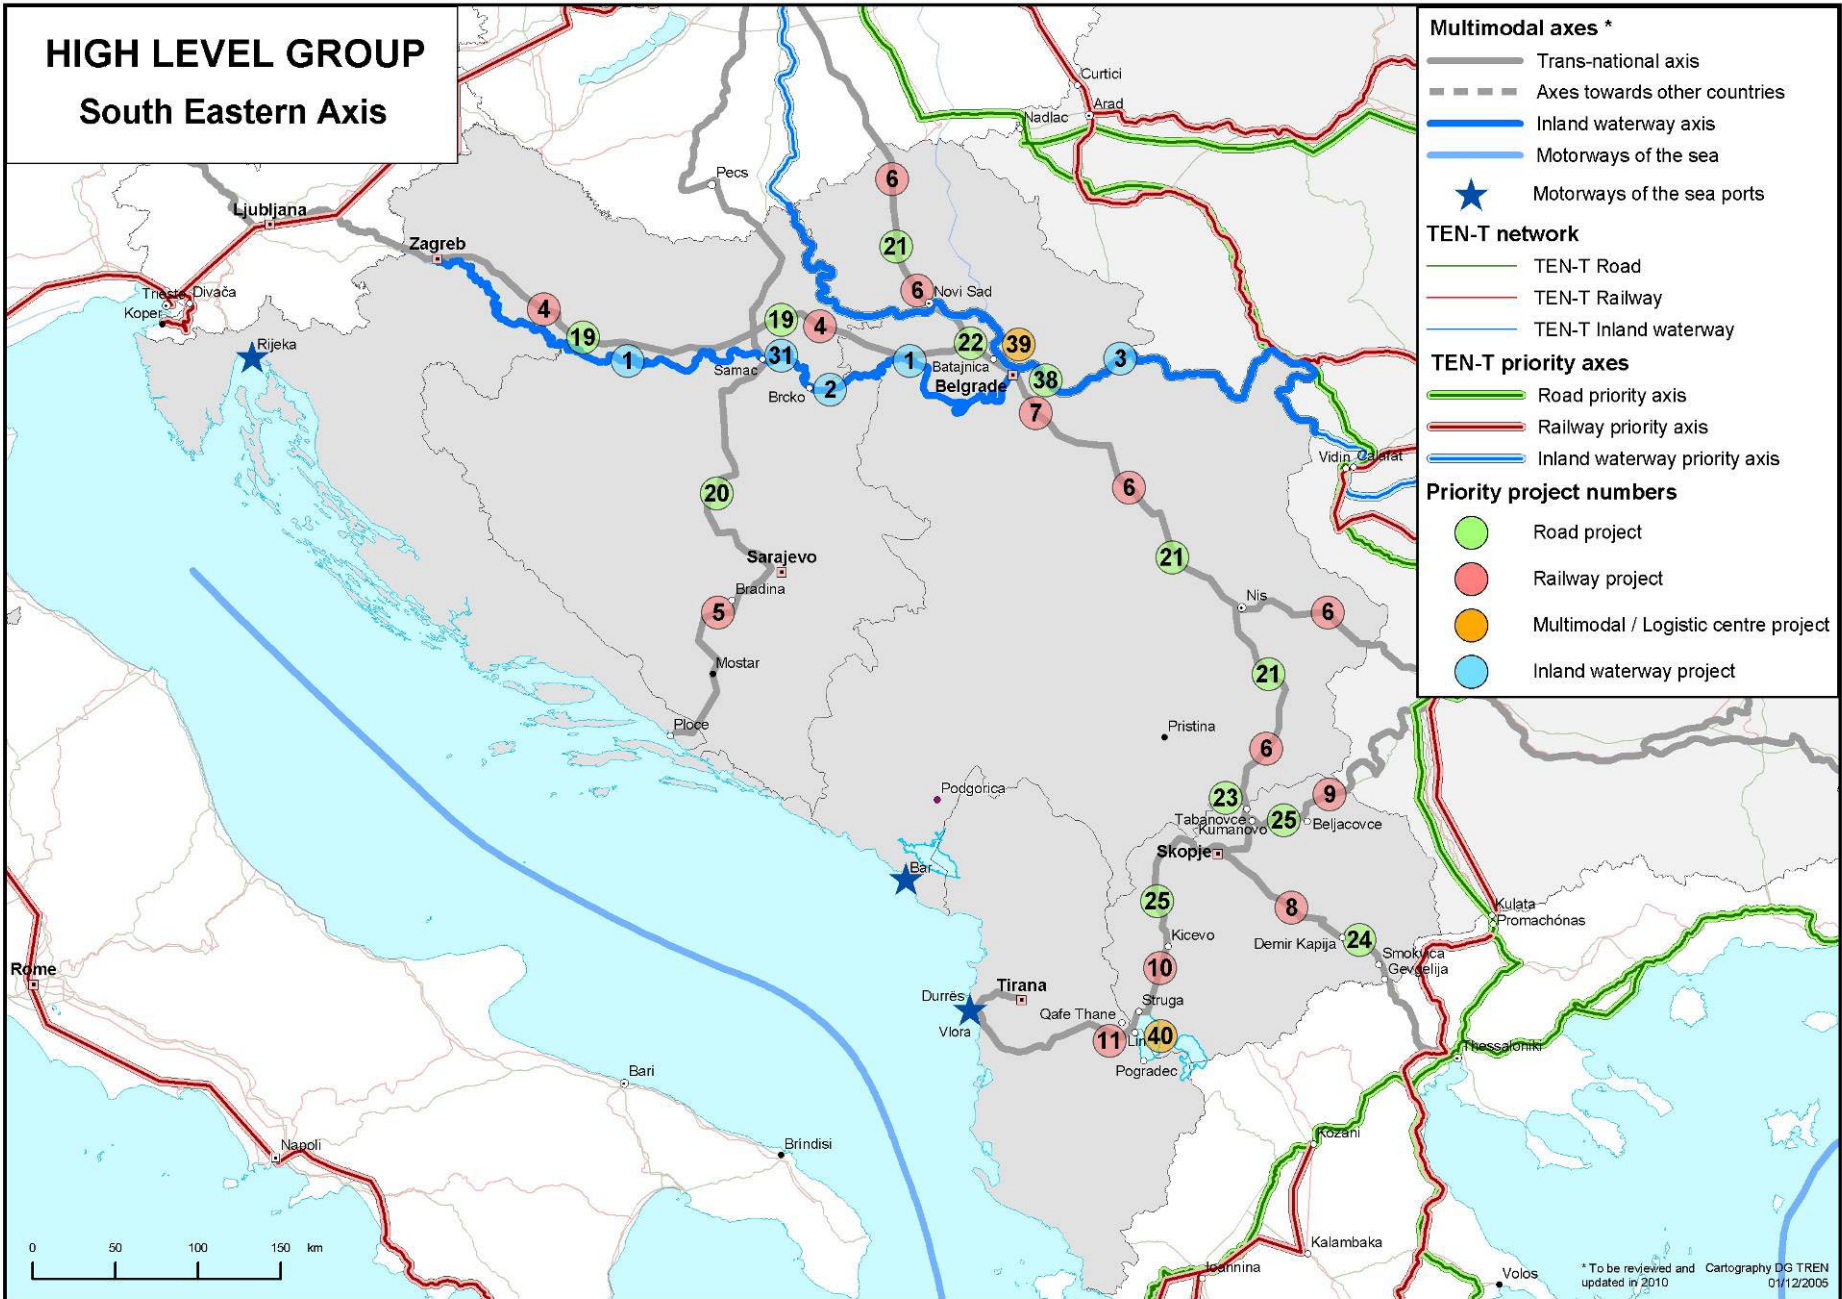 HIGH LEVEL GROUP
South Eastern Axis
Multimodal axes *
Trans-national axis
Axes towards other countries
Inland waterway axis
Motorways of the sea
Motorways of the sea ports
TEN-T network
TEN-T Road
TEN-T Railway
TEN-T Inland waterway
TEN-T priority axes
Road priority axis
Railway priority axis
Inland waterway priority axis
Priority project numbers
Road project
Railway project
Multimodal / Logistic centre project
Inland waterway project
Curtici
Arad
Nadlac
Pecs
6
Ljubljana
Zagreb
21
Trieste
Divača
Koper
6
Novi Sad
4
19
19
4
Rijeka
1
31
1
22
39
3
Samac
Batajnica
Brcko
2
Belgrade
38
7
Vidin
Calafat
20
6
Sarajevo
21
Bradina
Nis
5
6
Mostar
21
Ploce
Pristina
6
Podgorica
23
9
Tabanovce
25
Beljacovce
Kumanovo
Skopje
Bar
25
8
Kulata
Promachónas
Kicevo
Demir Kapija
24
Smokvica
Gevgelija
10
Rome
Tirana
Durrës
Struga
Qafe Thane
Vlora
11
Lin
40
Thessaloniki
Pogradec
Bari
Napoli
Brindisi
Kozani
Kalambaka
Ioannina
Volos
0 50 100 150 km
* To be reviewed and
updated in 2010
Cartography DG TREN
01/12/2005